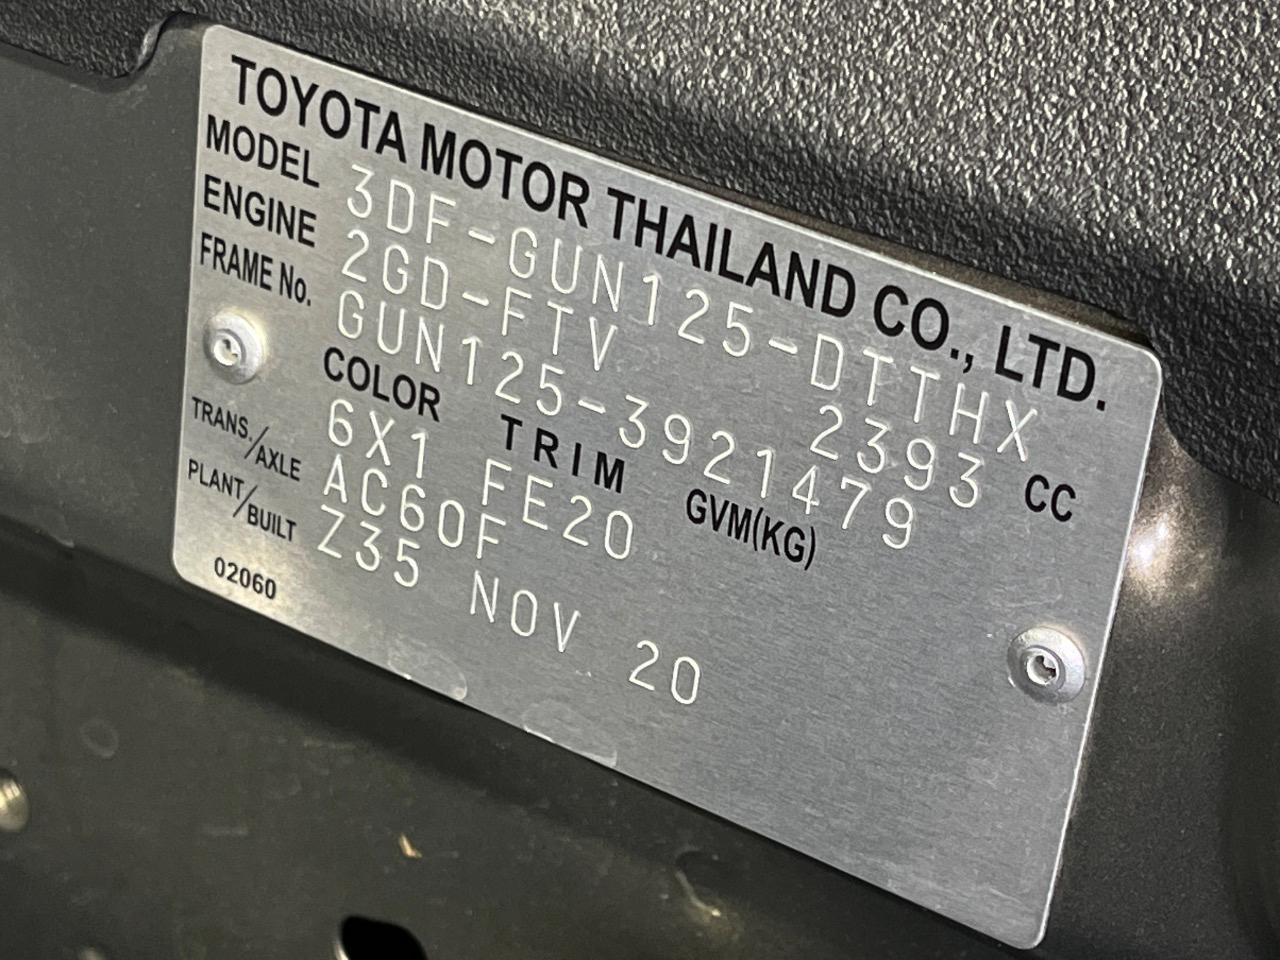 TOYOTA MOTOR THAILAND CO., LTD.
MODEL 3DF-GUN125-DTTHX
ENGINE 2GD-FTV 2393 CC
FRAME No. GUN125-3921479
COLOR TRIM GVM(KG)
6X1 FE20
TRANS./AXLE AC60F
PLANT/BUILT Z35 NOV 20
02060